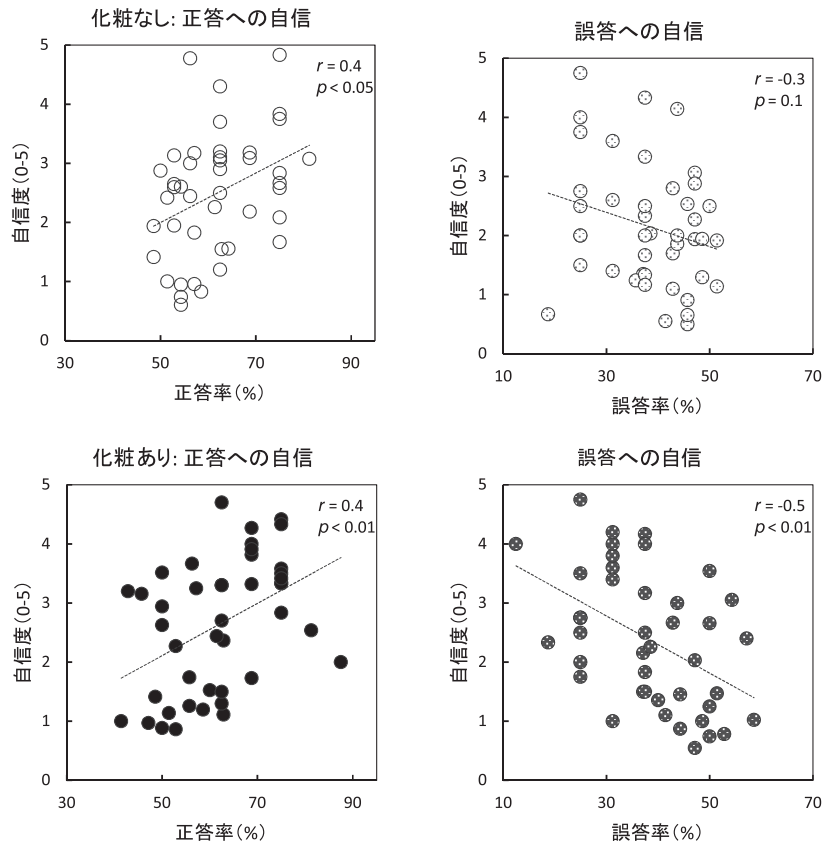 化粧なし: 正答への自信
5
4
3
2
1
0
自信度(0-5)
r = 0.4
p < 0.05
30
50
70
90
正答率(%)
誤答への自信
5
4
3
2
1
0
自信度(0-5)
r = -0.3
p = 0.1
10
30
50
70
誤答率(%)
化粧あり: 正答への自信
5
4
3
2
1
0
自信度(0-5)
r = 0.4
p < 0.01
30
50
70
90
正答率(%)
誤答への自信
5
4
3
2
1
0
自信度(0-5)
r = -0.5
p < 0.01
10
30
50
70
誤答率(%)